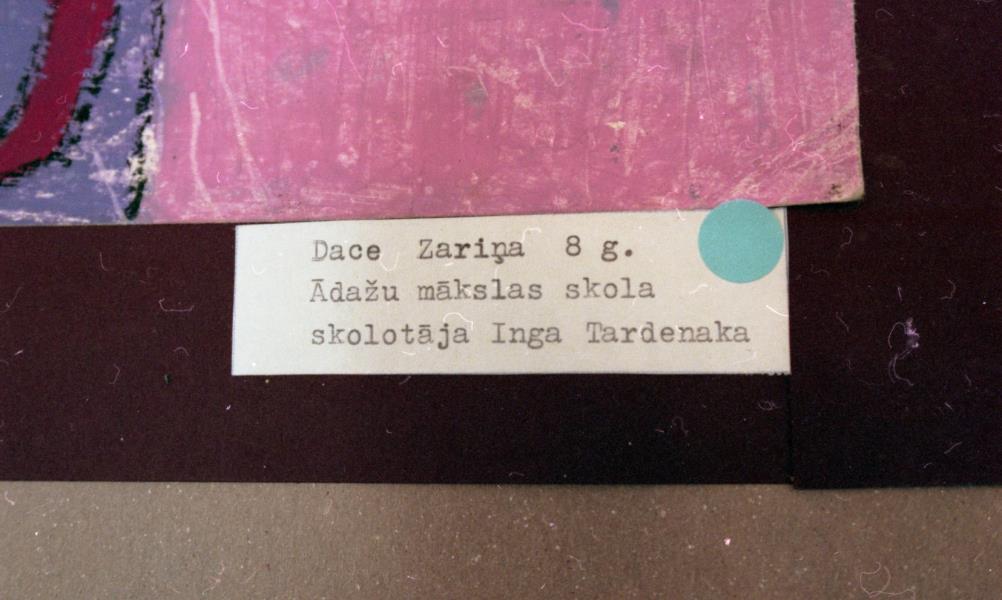 Dace Zariņa 8 g.
Ādažu mākslas skola
skolotāja Inga Tardenaka